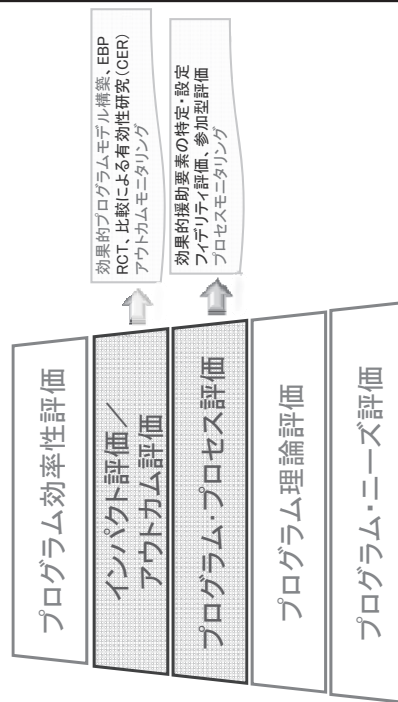 プログラム効率性評価
インパクト評価／
アウトカム評価
効果的プログラムモデル構築、EBP
RCT、比較による有効性研究（CER）
アウトカムモニタリング
プログラム・プロセス評価
効果的援助要素の特定・設定
フィデリティ評価、参加型評価
プロセスモニタリング
プログラム理論評価
プログラム・ニーズ評価